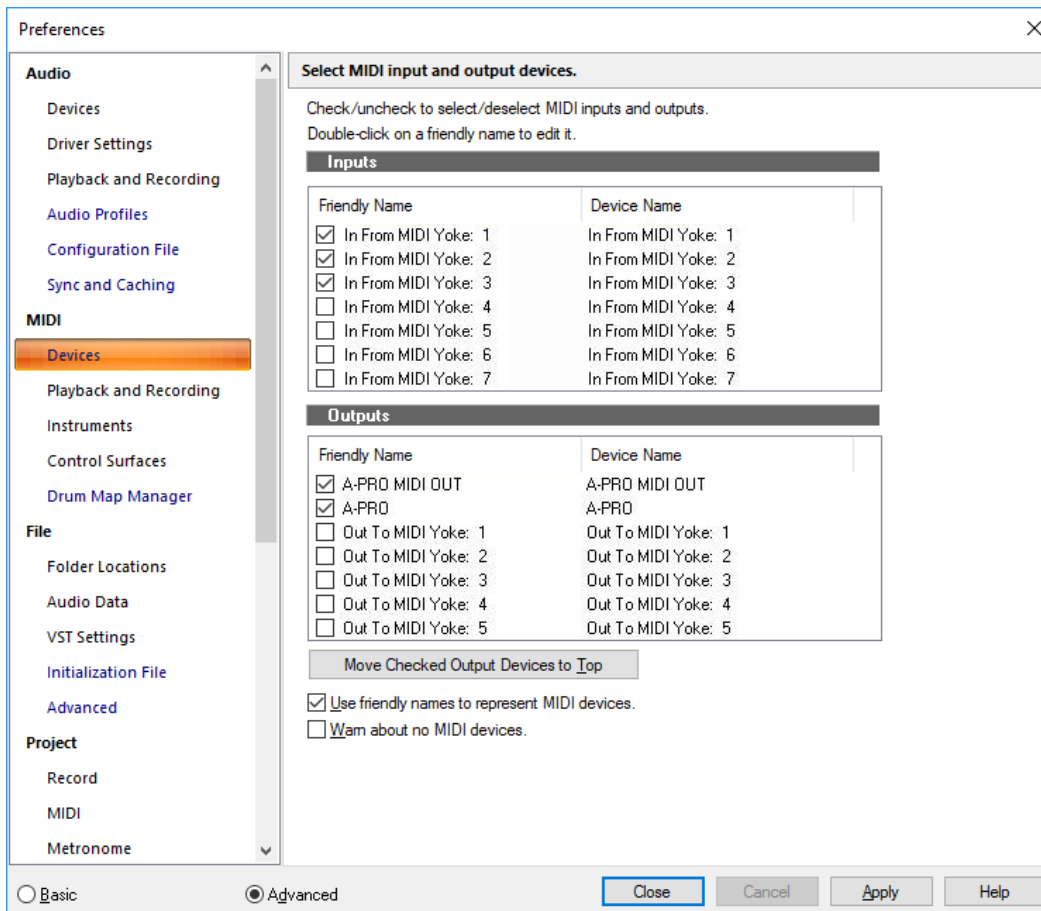 Preferences
Audio
Devices
Driver Settings
Playback and Recording
Audio Profiles
Configuration File
Sync and Caching
MIDI
Devices
Playback and Recording
Instruments
Control Surfaces
Drum Map Manager
File
Folder Locations
Audio Data
VST Settings
Initialization File
Advanced
Project
Record
MIDI
Metronome
Select MIDI input and output devices.
Check/uncheck to select/deselect MIDI inputs and outputs.
Double-click on a friendly name to edit it.
Inputs
Friendly Name Device Name
In From MIDI Yoke: 1 In From MIDI Yoke: 1
In From MIDI Yoke: 2 In From MIDI Yoke: 2
In From MIDI Yoke: 3 In From MIDI Yoke: 3
In From MIDI Yoke: 4 In From MIDI Yoke: 4
In From MIDI Yoke: 5 In From MIDI Yoke: 5
In From MIDI Yoke: 6 In From MIDI Yoke: 6
In From MIDI Yoke: 7 In From MIDI Yoke: 7
Outputs
Friendly Name Device Name
A-PRO MIDI OUT A-PRO MIDI OUT
A-PRO A-PRO
Out To MIDI Yoke: 1 Out To MIDI Yoke: 1
Out To MIDI Yoke: 2 Out To MIDI Yoke: 2
Out To MIDI Yoke: 3 Out To MIDI Yoke: 3
Out To MIDI Yoke: 4 Out To MIDI Yoke: 4
Out To MIDI Yoke: 5 Out To MIDI Yoke: 5
Move Checked Output Devices to Top
Use friendly names to represent MIDI devices.
Warn about no MIDI devices.
Basic Advanced Close Cancel Apply Help